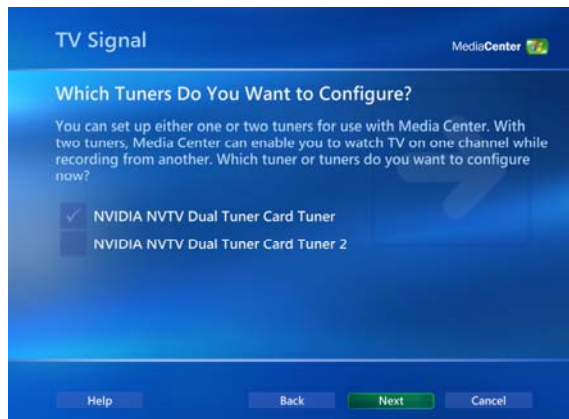 TV Signal
MediaCenter
Which Tuners Do You Want to Configure?
You can set up either one or two tuners for use with Media Center. With
two tuners, Media Center can enable you to watch TV on one channel while
recording from another. Which tuner or tuners do you want to configure
now?
NVIDIA NVTV Dual Tuner Card Tuner
NVIDIA NVTV Dual Tuner Card Tuner 2
Help Back Next Cancel